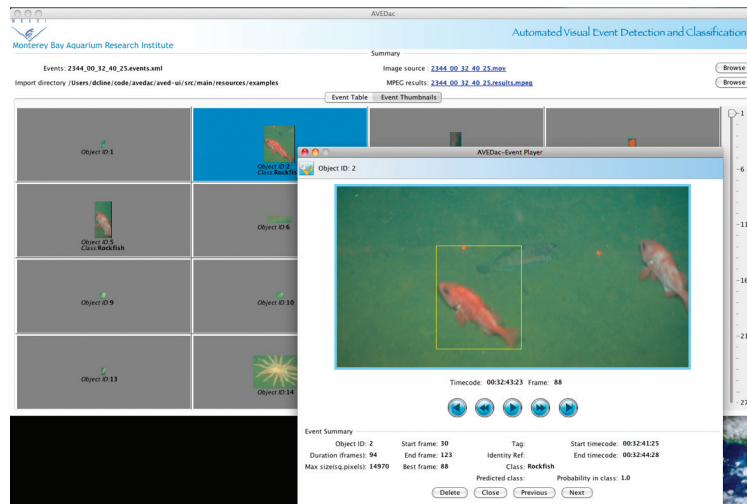 AVEDac
Automated Visual Event Detection and Classification
Monterey Bay Aquarium Research Institute
Summary
Events: 2344_00_32_40_25.events.xml
Image source : 2344_00_32_40_25.mov
Browse
Import directory /Users/dcline/code/avedac/aved-ui/src/main/resources/examples
MPEG results: 2344_00_32_40_25.results.mpeg
Browse
Event Table Event Thumbnails
1
6
11
16
21
27
Object ID:1
Object ID:2
Class:Rockfis
Object ID:5
Class:Rockfish
Object ID:6
Object ID:9
Object ID:10
Object ID:13
Object ID:14
AVEDac-Event Player
Object ID: 2
Timecode: 00:32:43:23 Frame: 88
Event Summary
Object ID: 2 Start frame: 30 Tag: Start timecode: 00:32:41:25
Duration (frames): 94 End frame: 123 Identity Ref: End timecode: 00:32:44:28
Max size(sq.pixels): 14970 Best frame: 88 Class: Rockfish
Predicted class: Probability in class: 1.0
Delete Close Previous Next